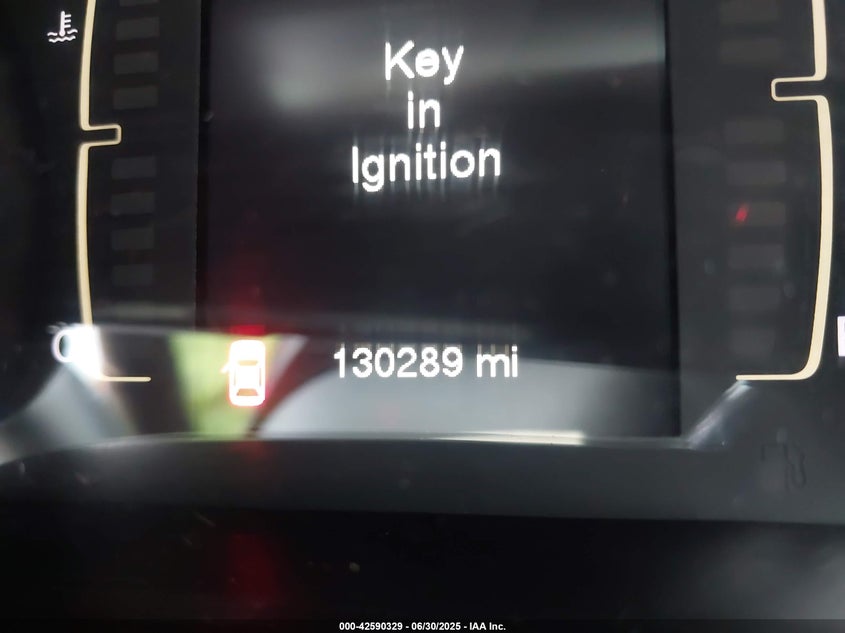 Key
in
Ignition
C
130289 mi
000-42590329 - 06/30/2025 - IAA Inc.